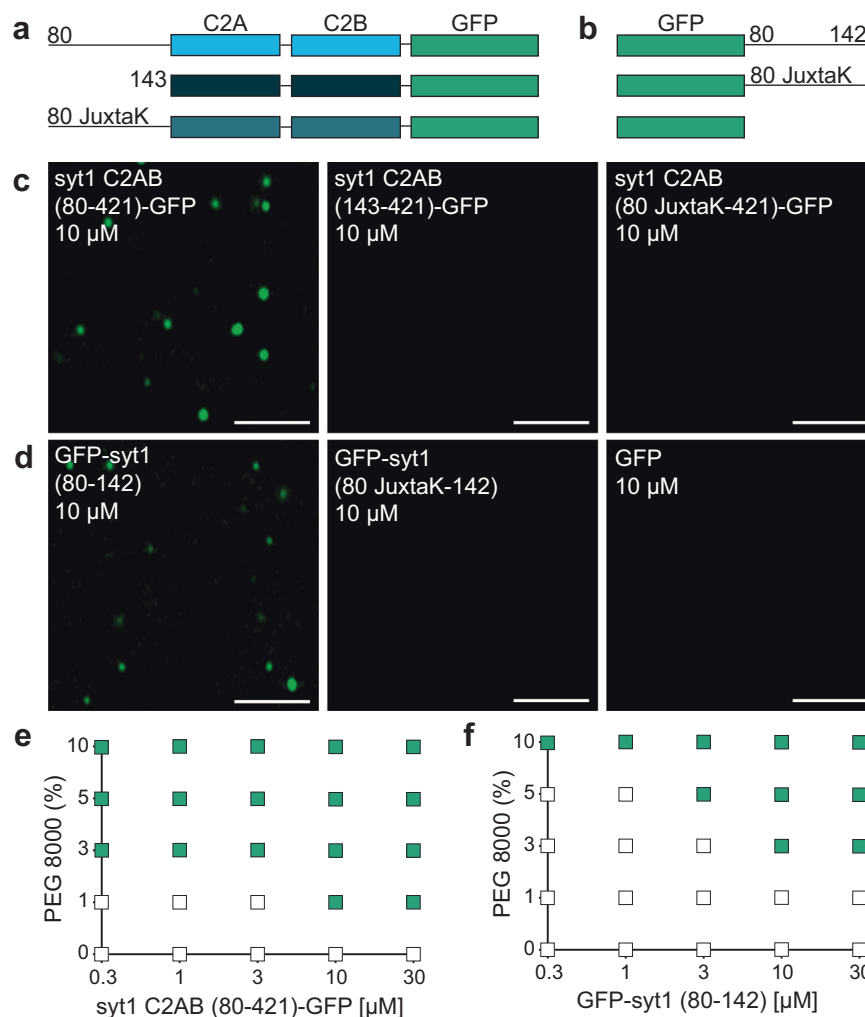 a
80
C2A
C2B
GFP
143
80 JuxtaK
b
GFP
80
142
80 JuxtaK
c
syt1 C2AB
(80-421)-GFP
10 µM
syt1 C2AB
(143-421)-GFP
10 µM
syt1 C2AB
(80 JuxtaK-421)-GFP
10 µM
d
GFP-syt1
(80-142)
10 µM
GFP-syt1
(80 JuxtaK-142)
10 µM
GFP
10 µM
e
PEG 8000 (%)
10
5
3
1
0
0.3 1 3 10 30
syt1 C2AB (80-421)-GFP [µM]
f
PEG 8000 (%)
10
5
3
1
0
0.3 1 3 10 30
GFP-syt1 (80-142) [µM]